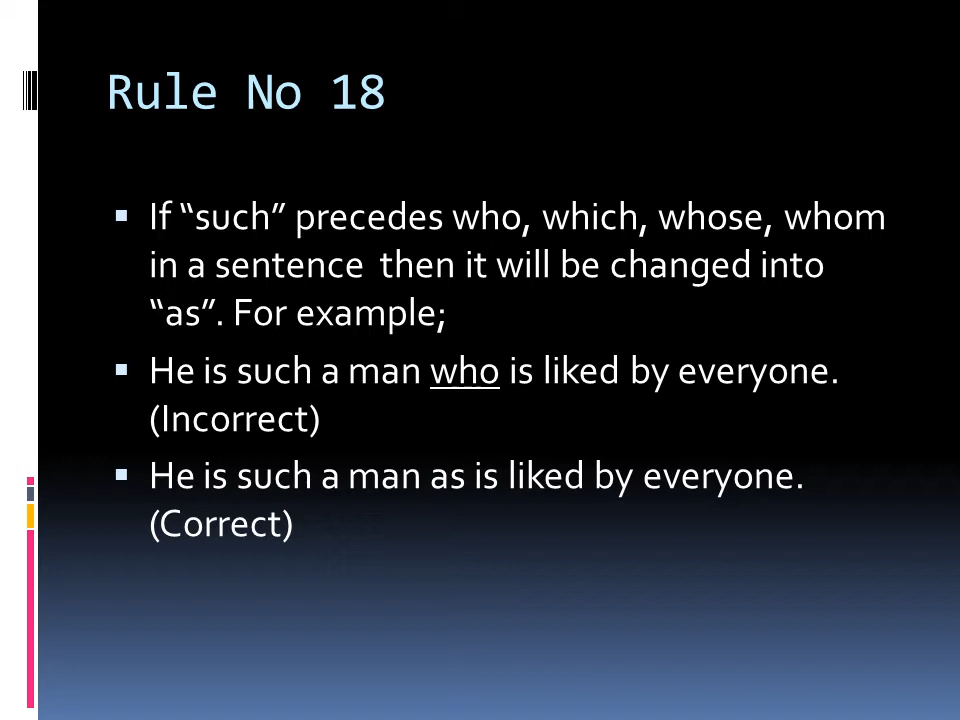 Rule No 18
▪ If “such” precedes who, which, whose, whom
in a sentence  then it will be changed into
“as”. For example;
▪ He is such a man who is liked by everyone.
(Incorrect)
▪ He is such a man as is liked by everyone.
(Correct)